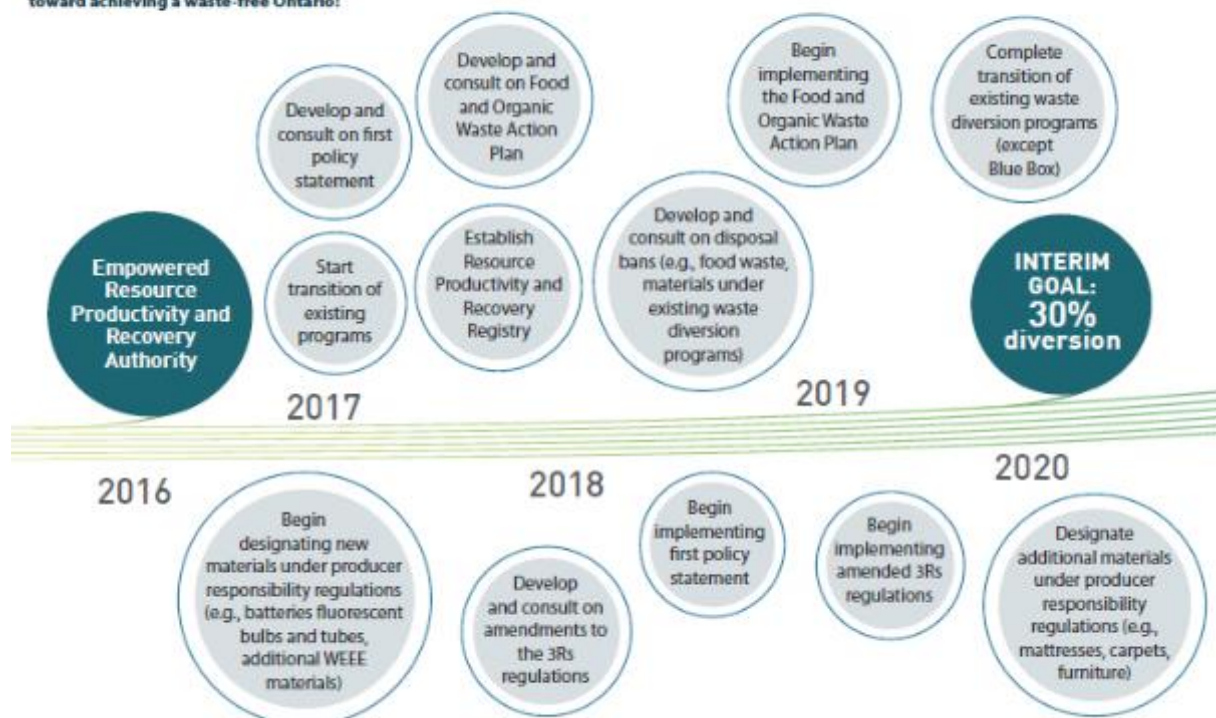 toward achieving a waste-free Ontario:
Develop and
consult on first
policy
statement
Develop and
consult on Food
and Organic
Waste Action
Plan
Begin
implementing
the Food and
Organic Waste
Action Plan
Complete
transition of
existing waste
diversion programs
(except
Blue Box)
Empowered
Resource
Productivity and
Recovery
Authority
Start
transition of
existing
programs
Establish
Resource
Productivity and
Recovery
Registry
Develop and
consult on disposal
bans (e.g., food waste,
materials under
existing waste
diversion
programs)
INTERIM
GOAL:
30%
diversion
2017
2019
2016
2018
2020
Begin
designating new
materials under producer
responsibility regulations
(e.g., batteries fluorescent
bulbs and tubes,
additional WEEE
materials)
Develop
and consult on
amendments to
the 3Rs
regulations
Begin
implementing
first policy
statement
Begin
implementing
amended 3Rs
regulations
Designate
additional materials
under producer
responsibility
regulations (e.g.,
mattresses, carpets,
furniture)